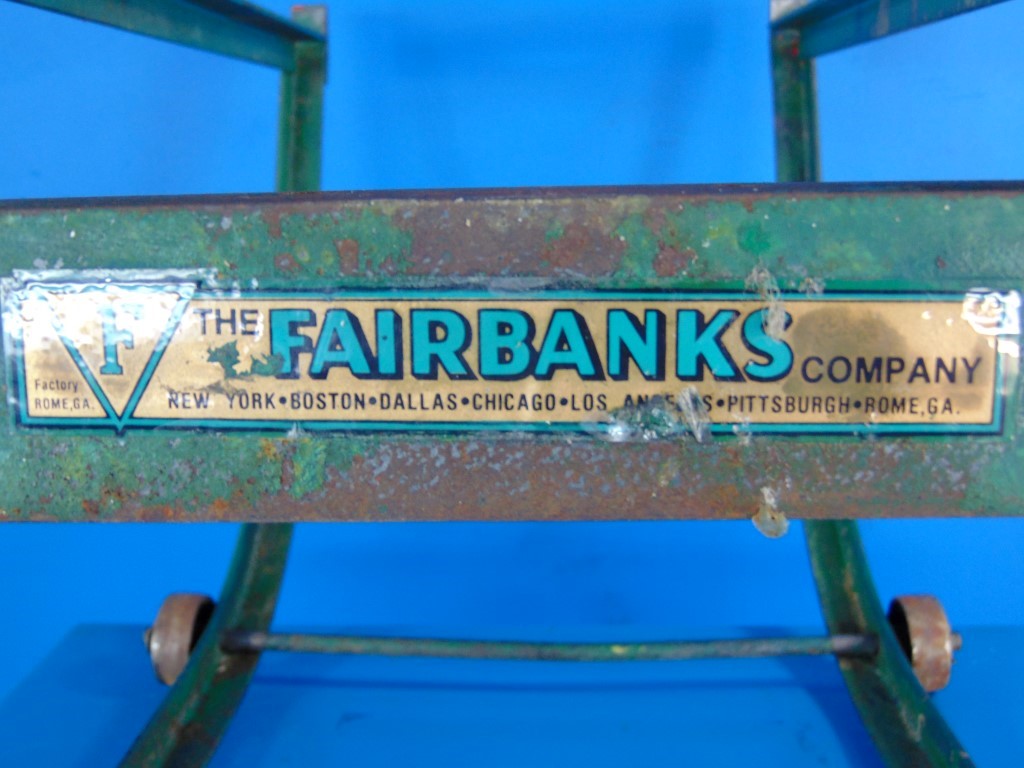 F
Factory
ROME,GA.
THE FAIRBANKS COMPANY
NEW YORK•BOSTON•DALLAS•CHICAGO•LOS ANGELES•PITTSBURGH•ROME,GA.